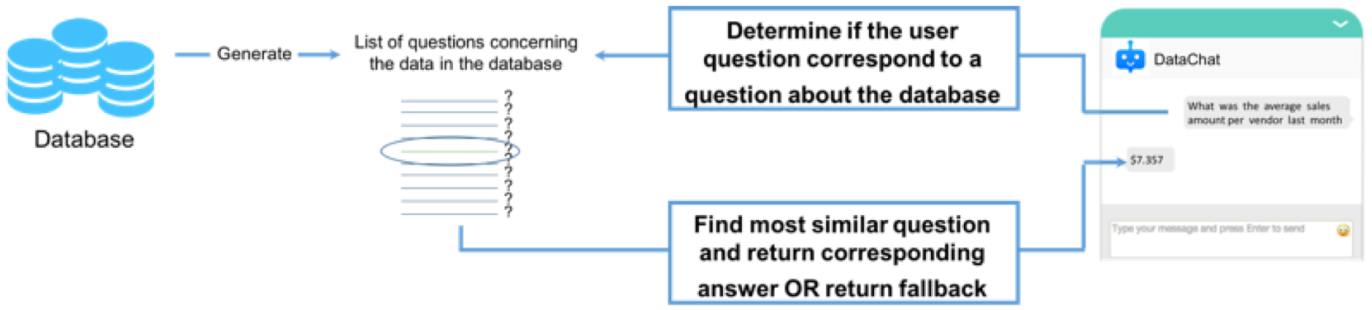 Database
Generate
List of questions concerning
the data in the database
?
?
?
?
?
?
?
?
?
?
Determine if the user
question correspond to a
question about the database
Find most similar question
and return corresponding
answer OR return fallback
DataChat
What was the average sales
amount per vendor last month
$7.357
Type your message and press Enter to send